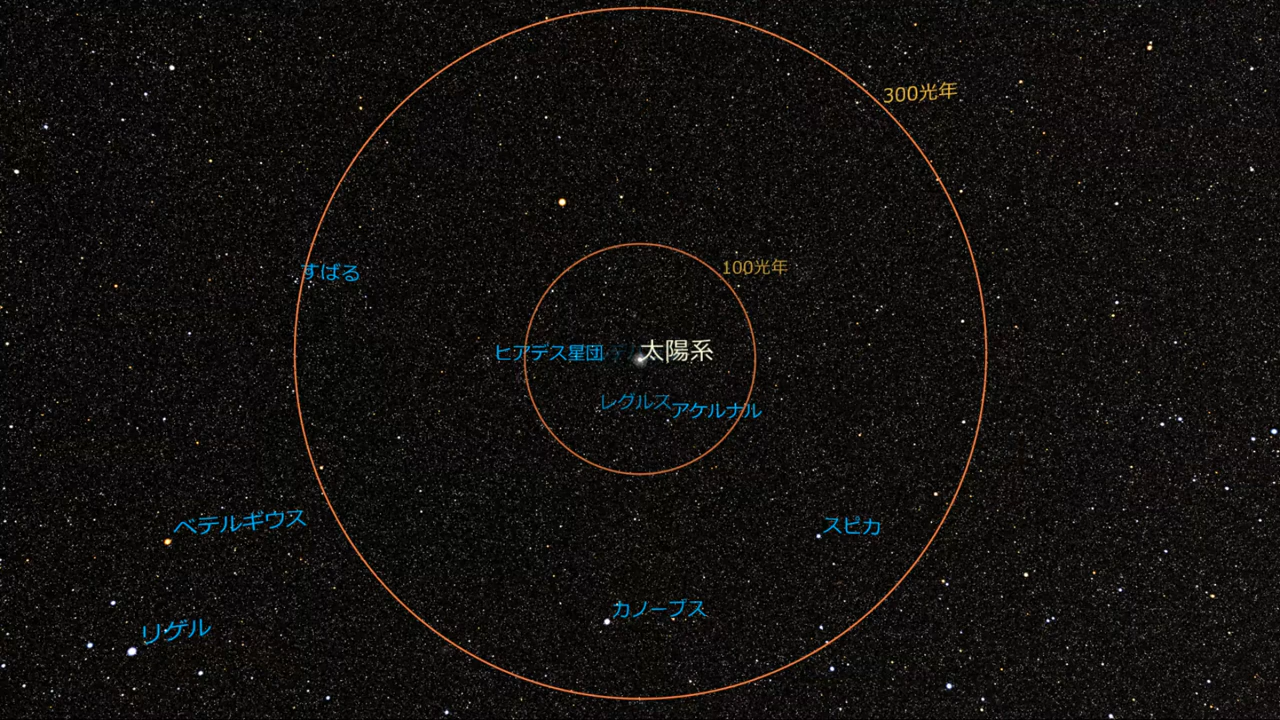 300光年
100光年
すばる
太陽系
ヒアデス星団
レグルス
アケルナル
ベテルギウス
スピカ
カノープス
リゲル